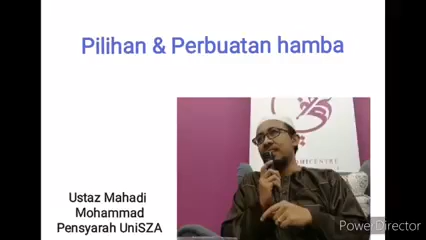 Pilihan & Perbuatan hamba
Ustaz Mahadi
Mohammad
Pensyarah UniSZA
PowerDirector